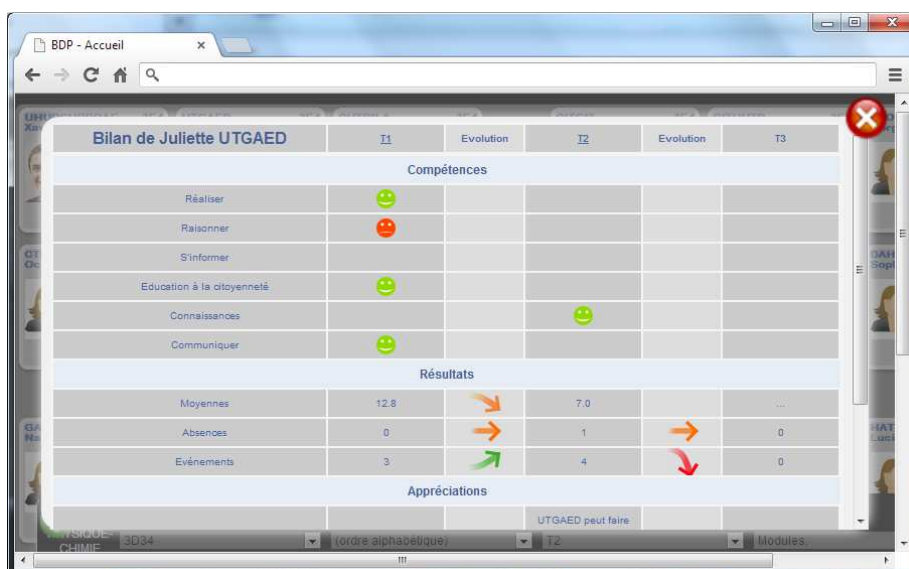 BDP - Accueil
Bilan de Juliette UTGAED T1 Evolution T2 Evolution T3
Compétences
Réaliser
Raisonner
S'informer
Education à la citoyenneté
Connaissances
Communiquer
Résultats
Moyennes 12.8 7.0 ...
Absences 0 1 0
Evénements 3 4 0
Appréciations
UTGAED peut faire
CHIMIE 3D34 (ordre alphabétique) T2 Modules.